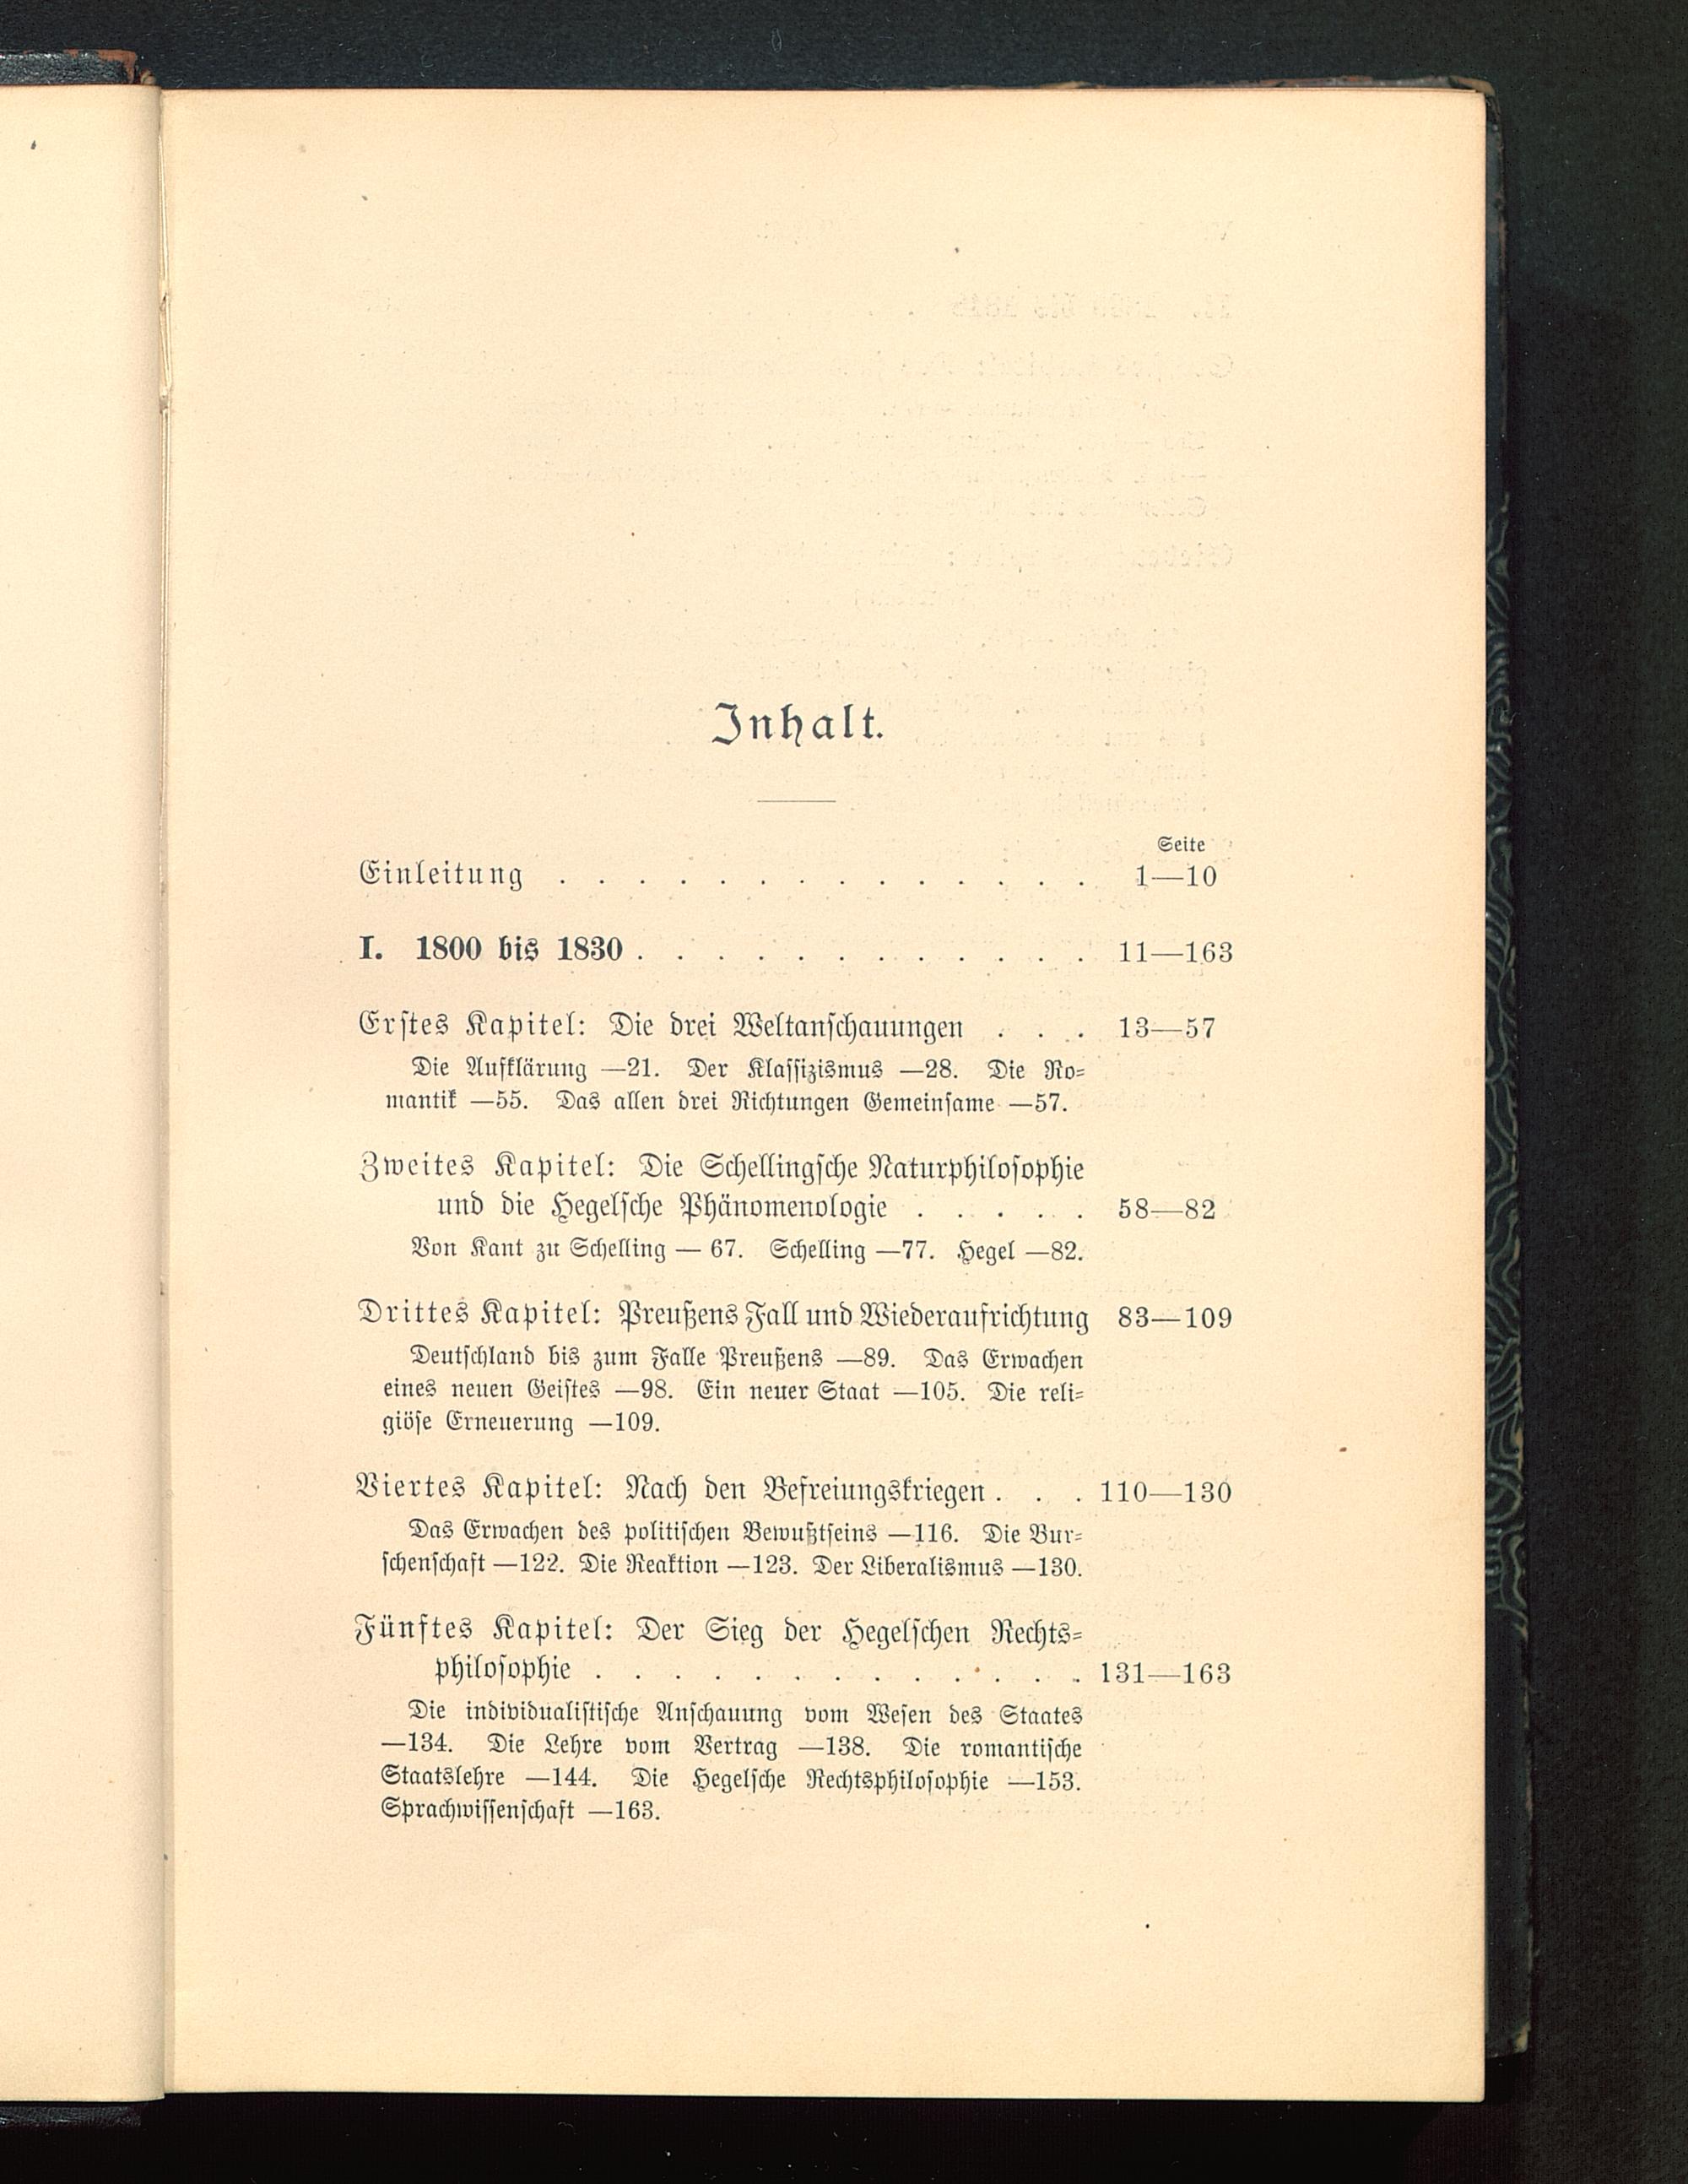 Inhalt.
Seite
Einleitung . . . . . . . . . . . . . . 1—10
I. 1800 bis 1830 . . . . . . . . . . . . 11—163
Erstes Kapitel: Die drei Weltanschauungen . . . 13—57
Die Aufklärung —21. Der Klassizismus —28. Die Ro-
mantik —55. Das allen drei Richtungen Gemeinsame —57.
Zweites Kapitel: Die Schellingsche Naturphilosophie
und die Hegelsche Phänomenologie . . . . . 58—82
Von Kant zu Schelling — 67. Schelling —77. Hegel —82.
Drittes Kapitel: Preußens Fall und Wiederaufrichtung 83—109
Deutschland bis zum Falle Preußens —89. Das Erwachen
eines neuen Geistes —98. Ein neuer Staat —105. Die reli-
giöse Erneuerung —109.
Viertes Kapitel: Nach den Befreiungskriegen . . . 110—130
Das Erwachen des politischen Bewußtseins —116. Die Bur-
schenschaft —122. Die Reaktion —123. Der Liberalismus —130.
Fünftes Kapitel: Der Sieg der Hegelschen Rechts-
philosophie . . . . . . . . . . . . . 131—163
Die individualistische Anschauung vom Wesen des Staates
—134. Die Lehre vom Vertrag —138. Die romantische
Staatslehre —144. Die Hegelsche Rechtsphilosophie —153.
Sprachwissenschaft —163.